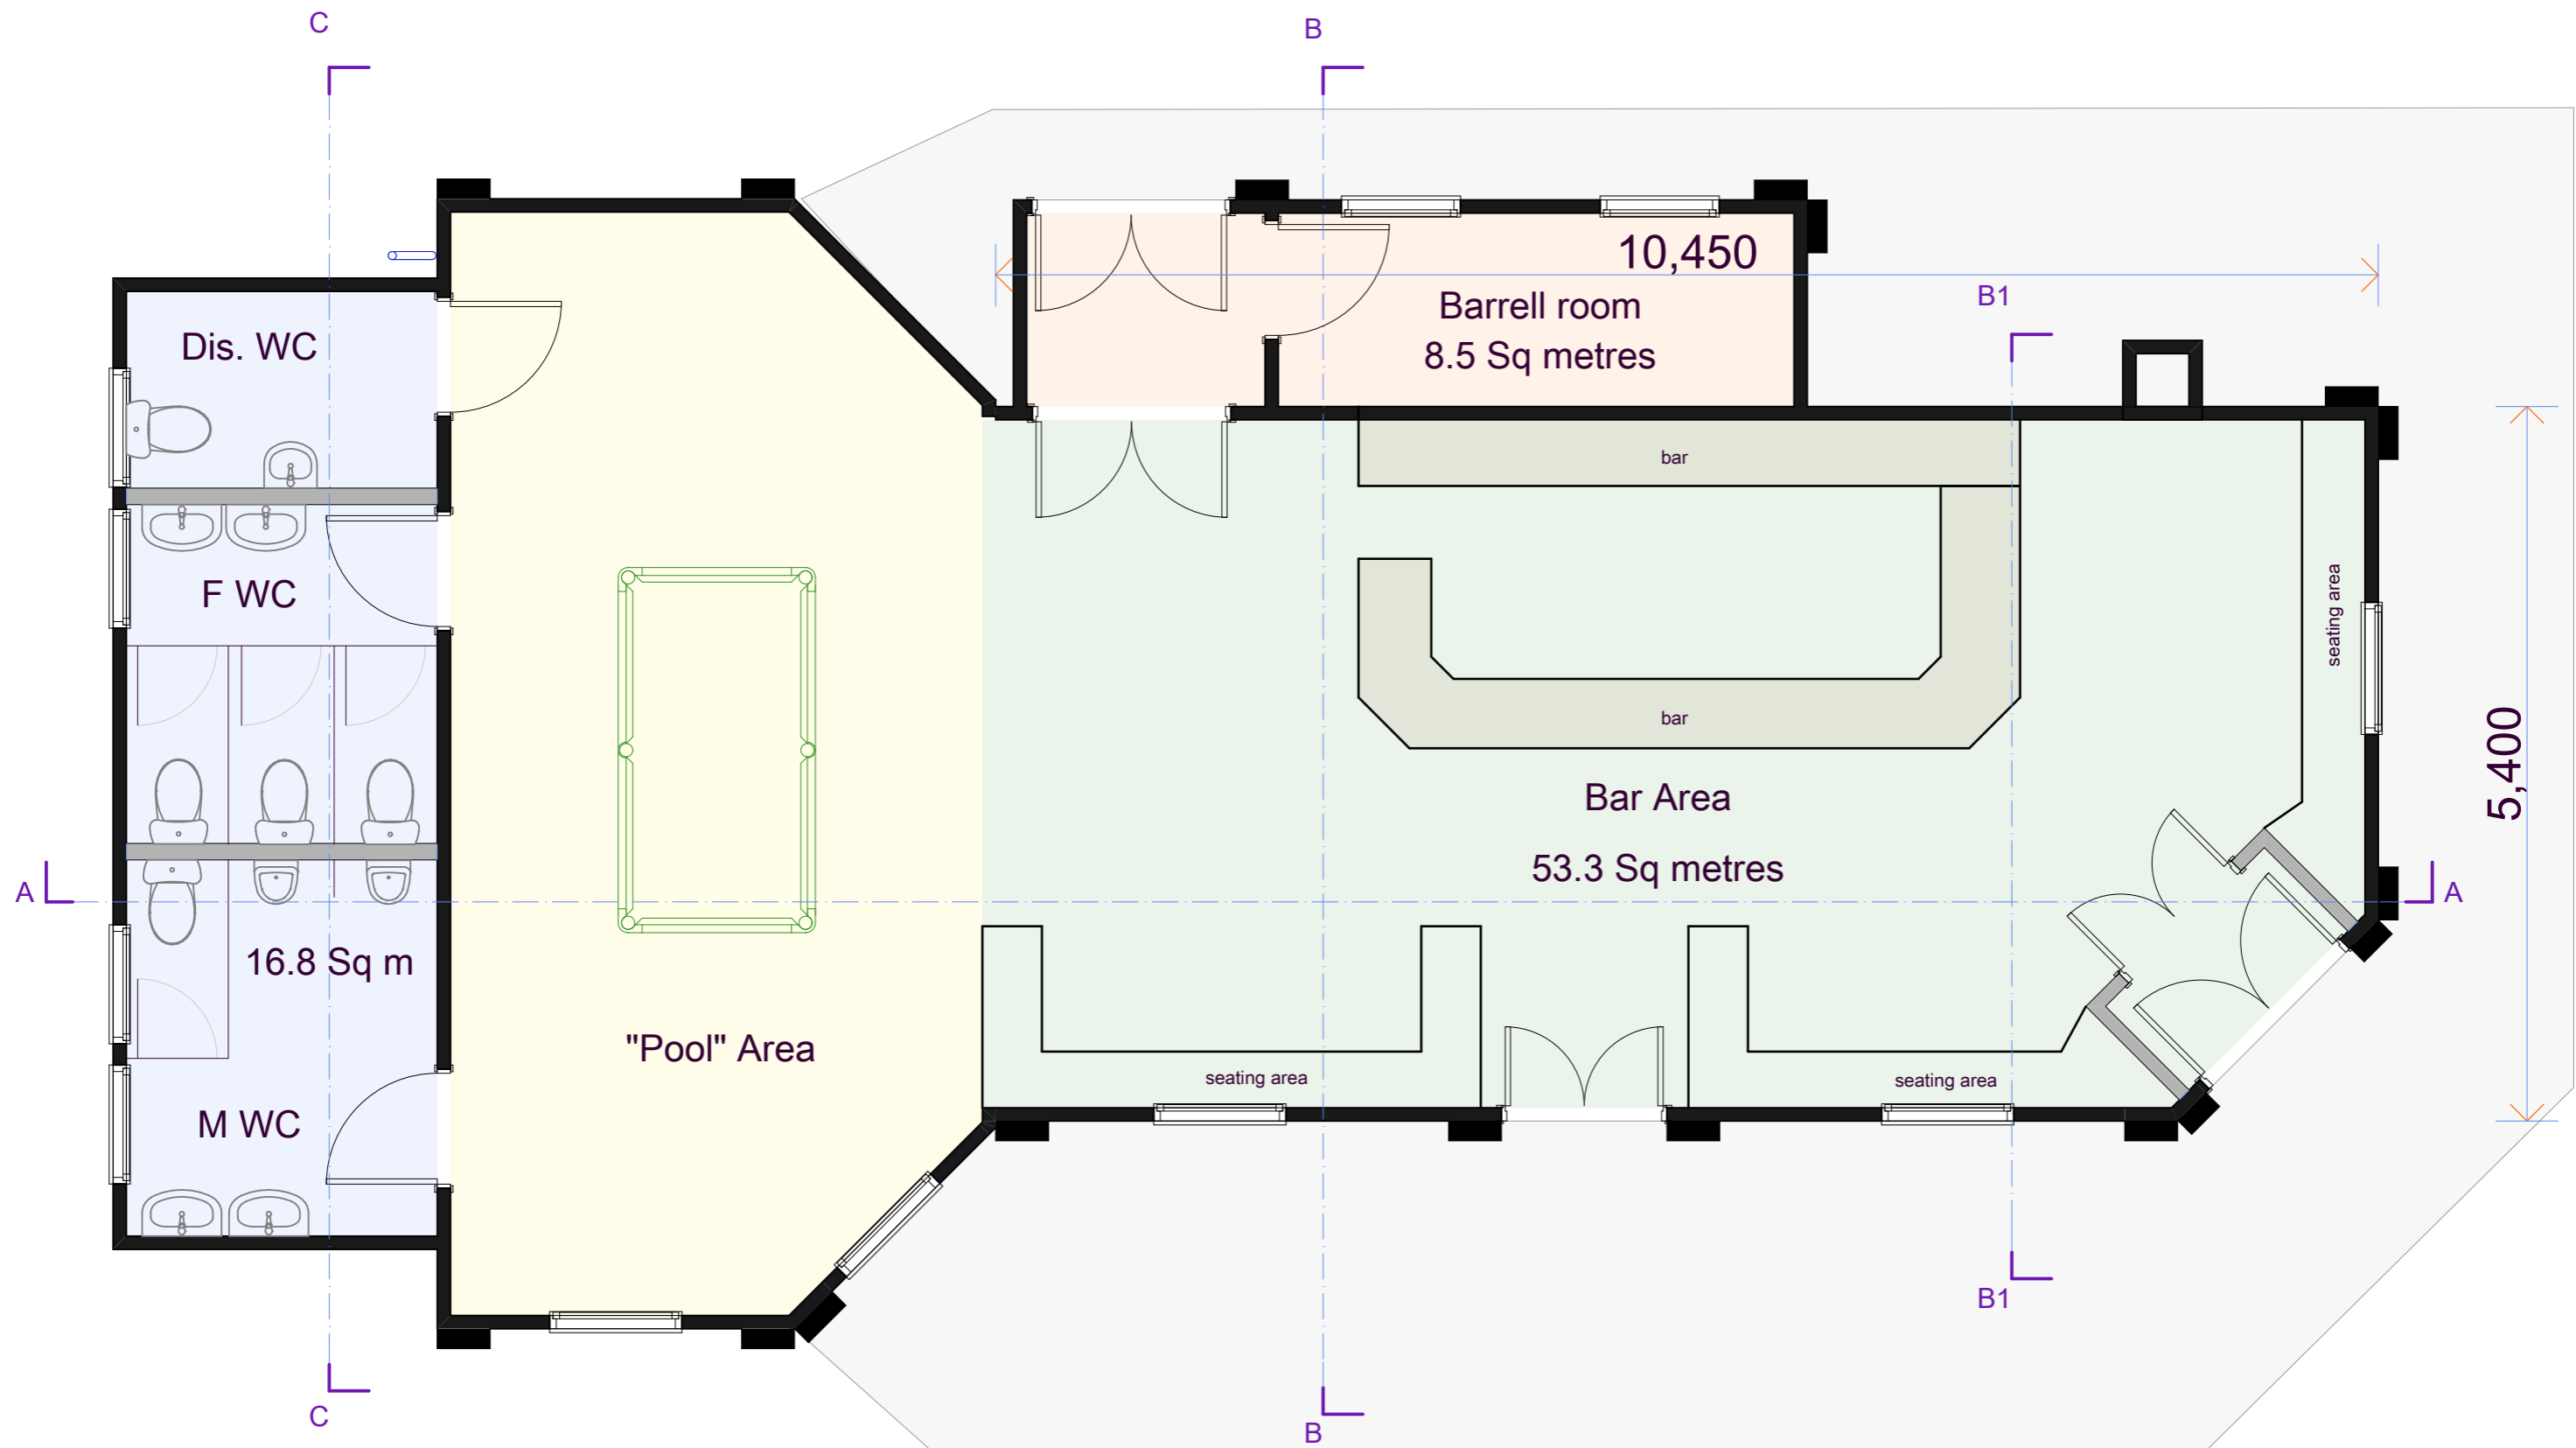 C
B
10,450
B1
Barrell room
8.5 Sq metres
Dis. WC
bar
F WC
seating area
bar
5,400
Bar Area
53.3 Sq metres
A
A
16.8 Sq m
"Pool" Area
seating area
seating area
M WC
B1
C
B